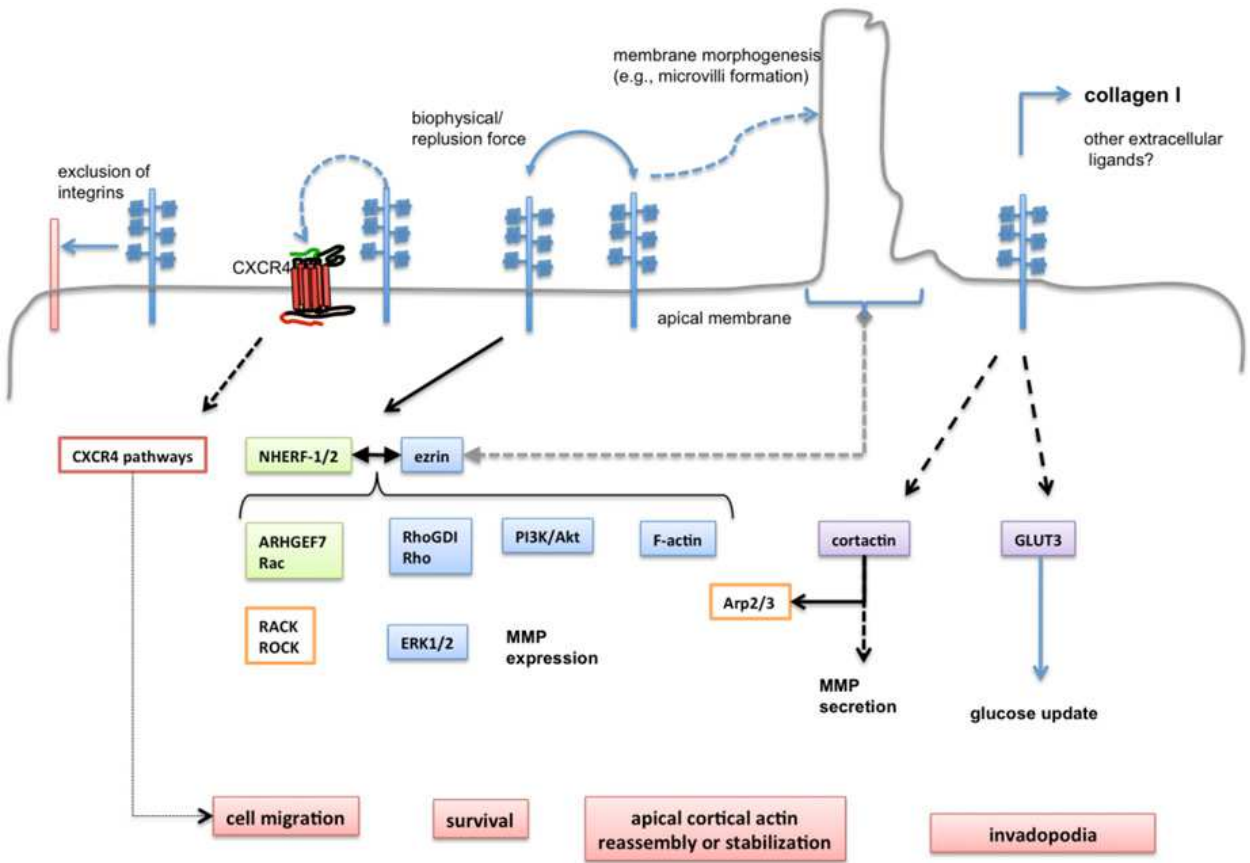 membrane morphogenesis
(e.g., microvilli formation)
collagen I
biophysical/
replusion force
other extracellular
ligands?
exclusion of
integrins
CXCR4
apical membrane
CXCR4 pathways
NHERF-1/2
ezrin
ARHGEF7
Rac
RhoGDI
Rho
PI3K/Akt
F-actin
cortactin
GLUT3
Arp2/3
RACK
ROCK
ERK1/2
MMP
expression
MMP
secretion
glucose update
cell migration
survival
apical cortical actin
reassembly or stabilization
invadopodia